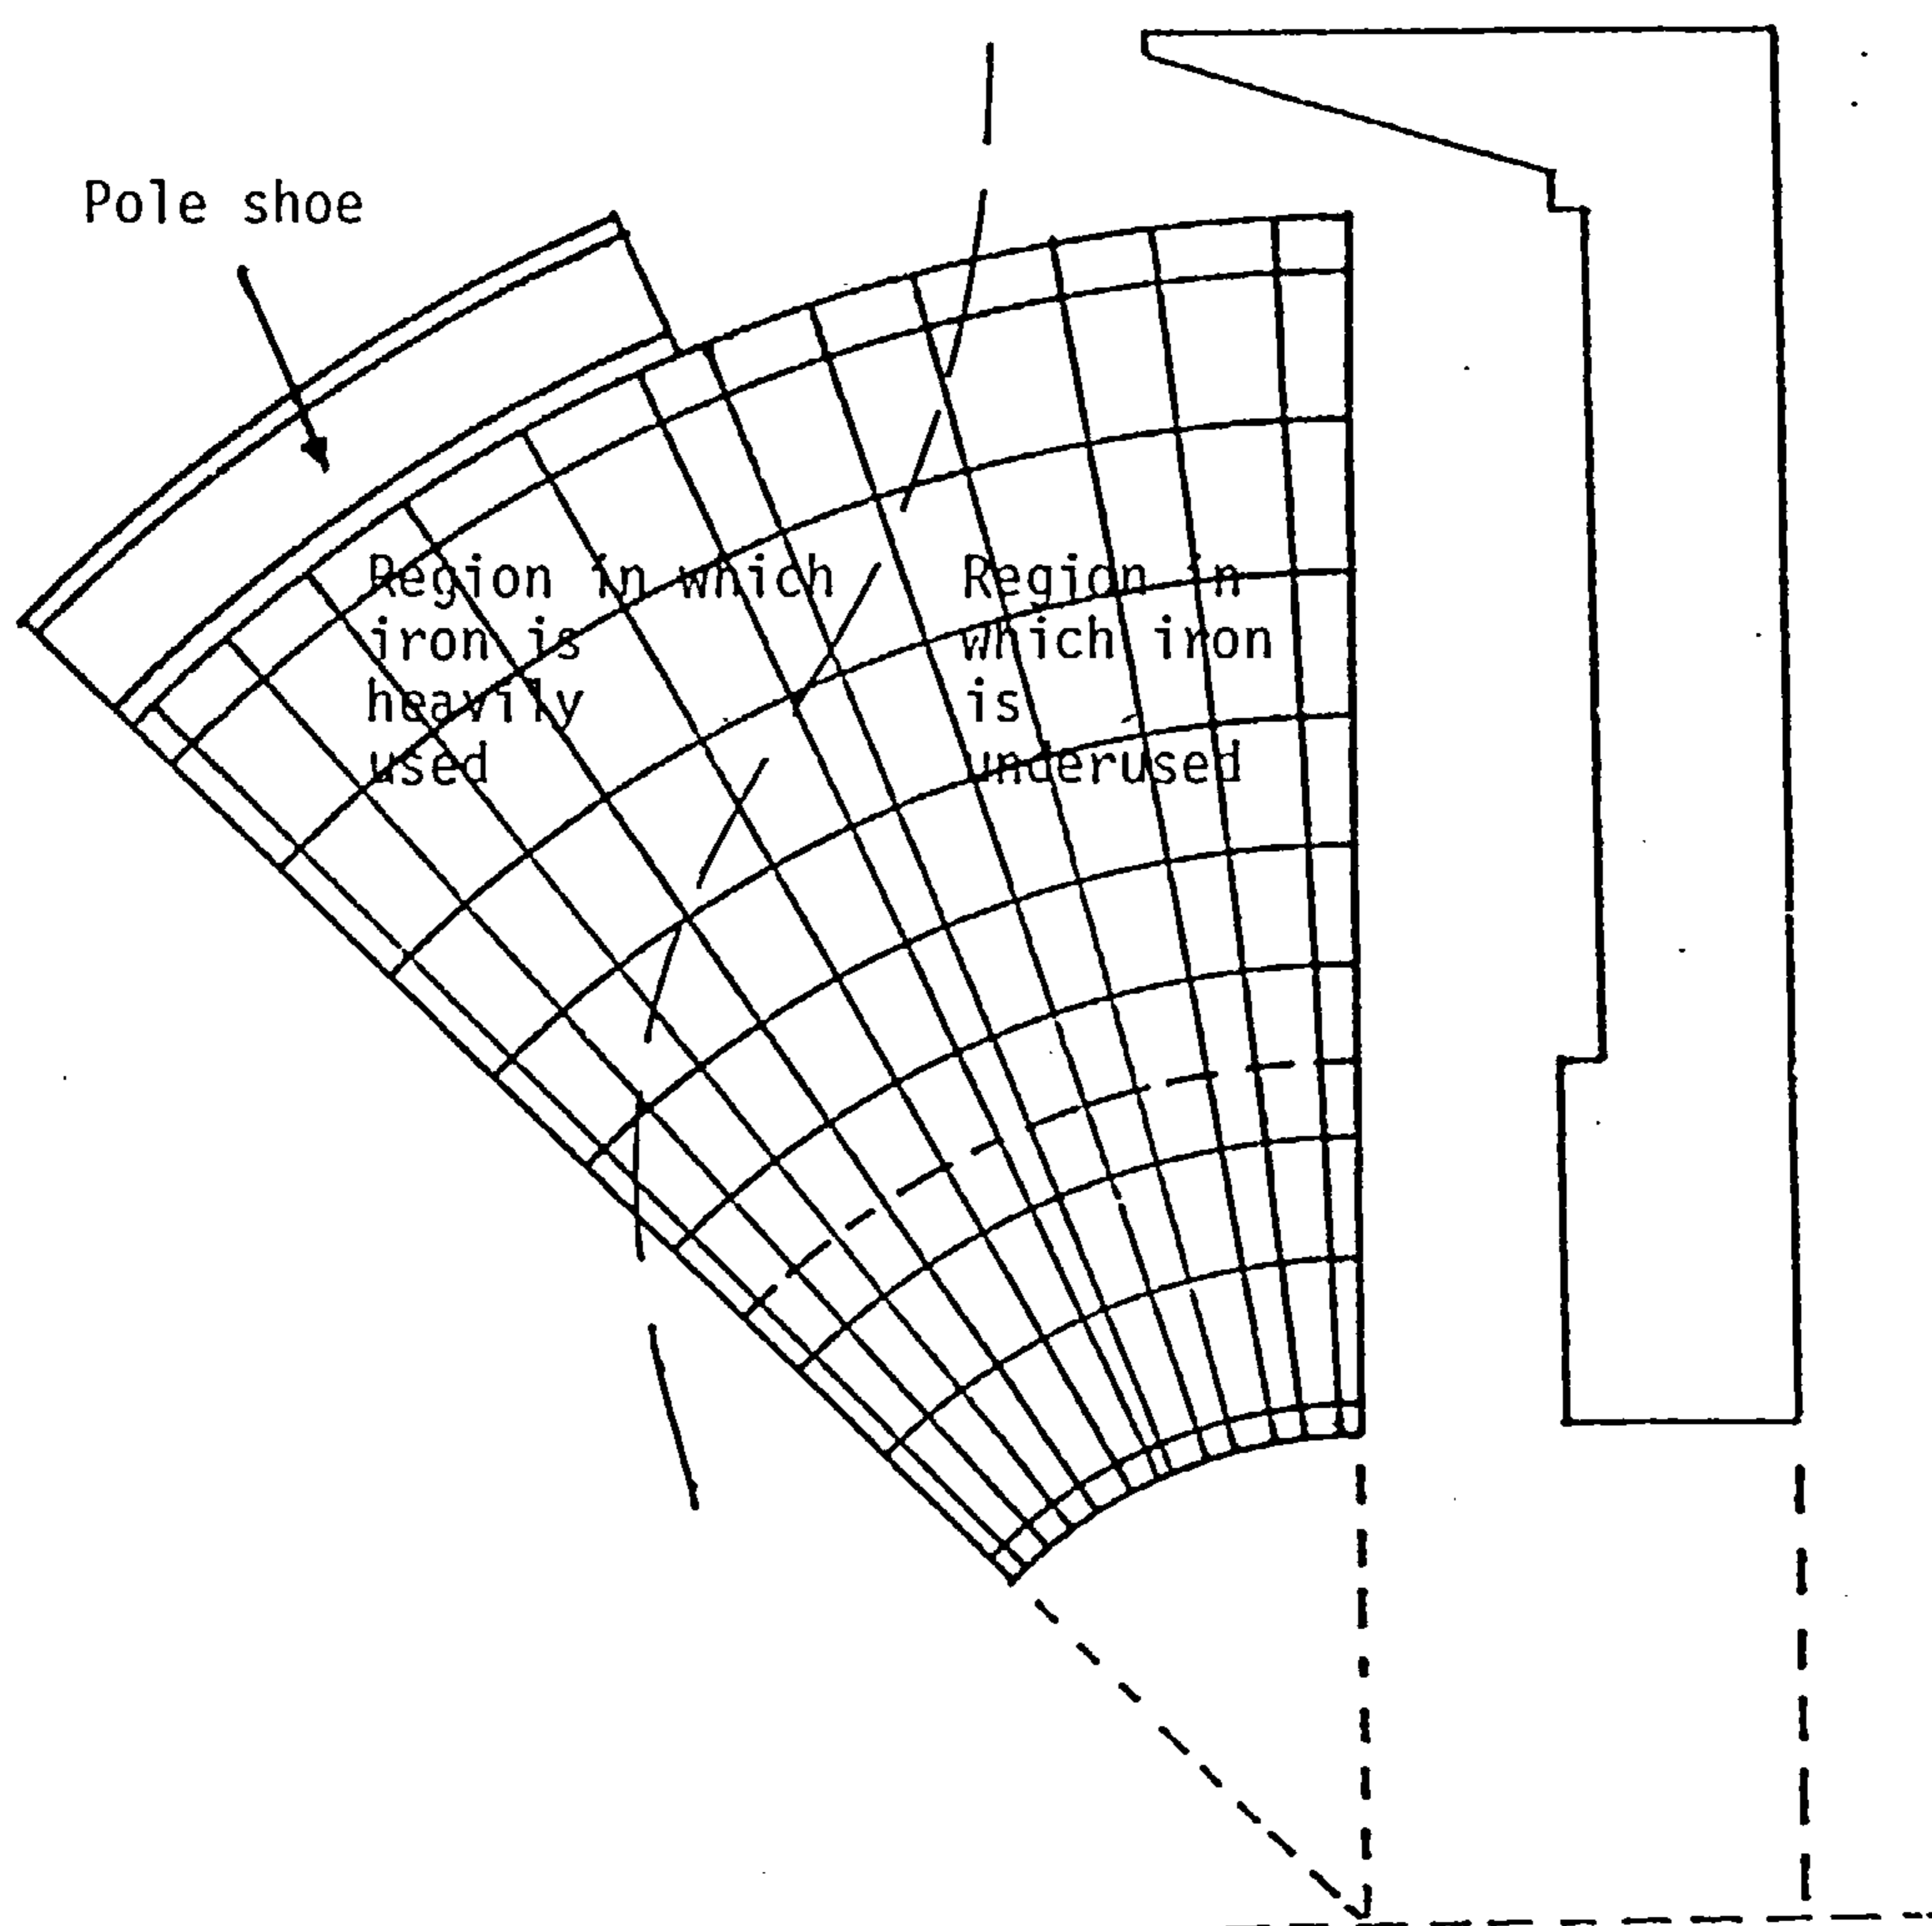 Pole shoe
Region in which
iron is
heavily
used
Region in
which iron
is
underused